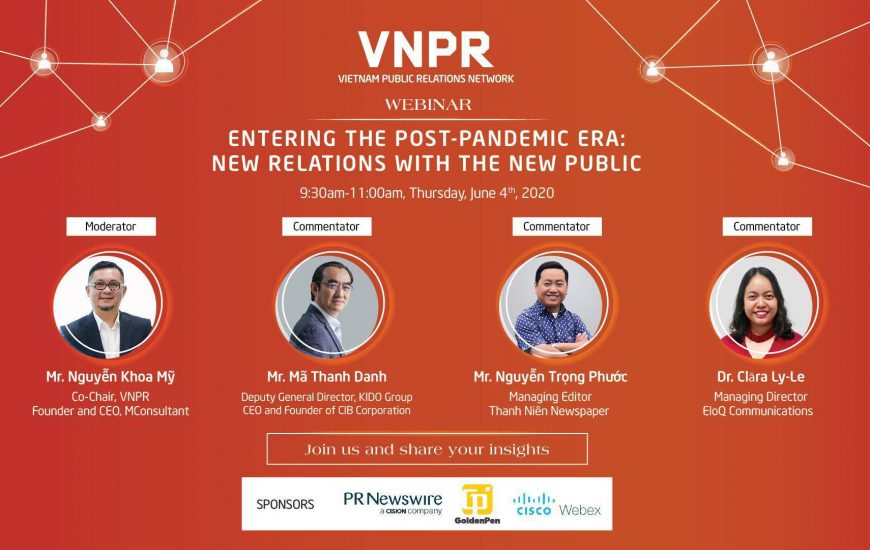 VNPR
VIETNAM PUBLIC RELATIONS NETWORK
WEBINAR
ENTERING THE POST-PANDEMIC ERA:
NEW RELATIONS WITH THE NEW PUBLIC
9:30am-11:00am, Thursday, June 4th, 2020
Moderator
Mr. Nguyễn Khoa Mỹ
Co-Chair, VNPR
Founder and CEO, MConsultant
Commentator
Mr. Mã Thanh Danh
Deputy General Director, KIDO Group
CEO and Founder of CIB Corporation
Commentator
Mr. Nguyễn Trọng Phước
Managing Editor
Thanh Niên Newspaper
Commentator
Dr. Clāra Ly-Le
Managing Director
EloQ Communications
Join us and share your insights
SPONSORS
PR Newswire
a CISION company
GoldenPen
CISCO Webex